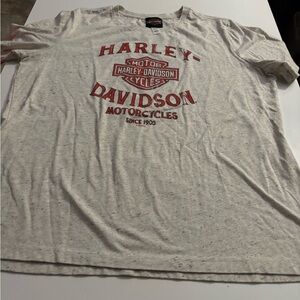 HARLEY-
MOTOR
HARLEY-DAVIDSON
CYCLES
DAVIDSON
MOTORCYCLES
SINCE 1903